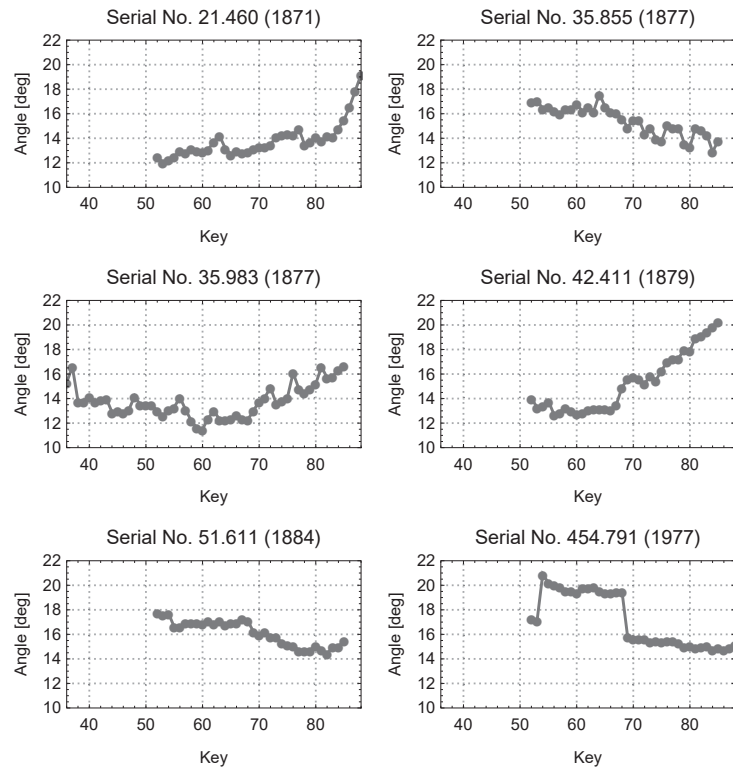 Serial No. 21.460 (1871)
22
20
18
16
14
12
10
Angle [deg]
40 50 60 70 80
Key
Serial No. 35.855 (1877)
22
20
18
16
14
12
10
Angle [deg]
40 50 60 70 80
Key
Serial No. 35.983 (1877)
22
20
18
16
14
12
10
Angle [deg]
40 50 60 70 80
Key
Serial No. 42.411 (1879)
22
20
18
16
14
12
10
Angle [deg]
40 50 60 70 80
Key
Serial No. 51.611 (1884)
22
20
18
16
14
12
10
Angle [deg]
40 50 60 70 80
Key
Serial No. 454.791 (1977)
22
20
18
16
14
12
10
Angle [deg]
40 50 60 70 80
Key